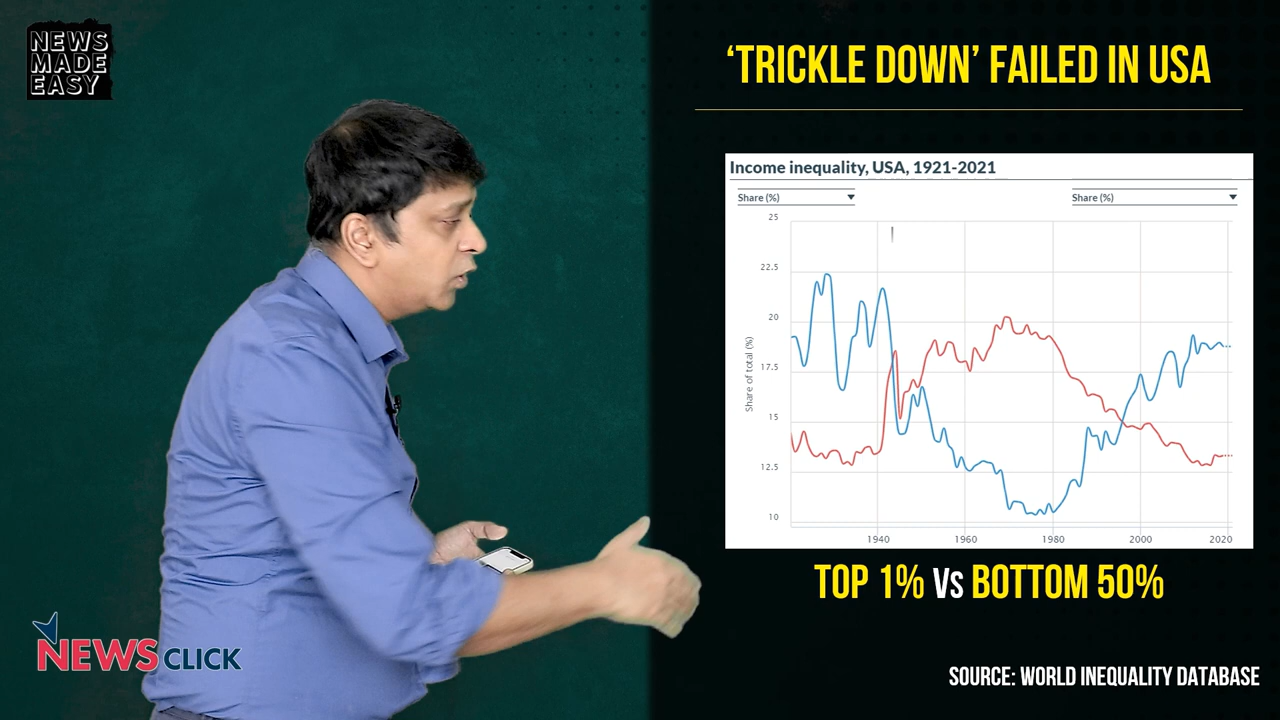 NEWS
MADE
EASY
‘TRICKLE DOWN’ FAILED IN USA
Income inequality, USA, 1921-2021
Share (%)
Share (%)
25
22.5
20
17.5
15
12.5
10
Share of total (%)
1940
1960
1980
2000
2020
TOP 1% Vs BOTTOM 50%
NEWSCLICK
SOURCE: WORLD INEQUALITY DATABASE